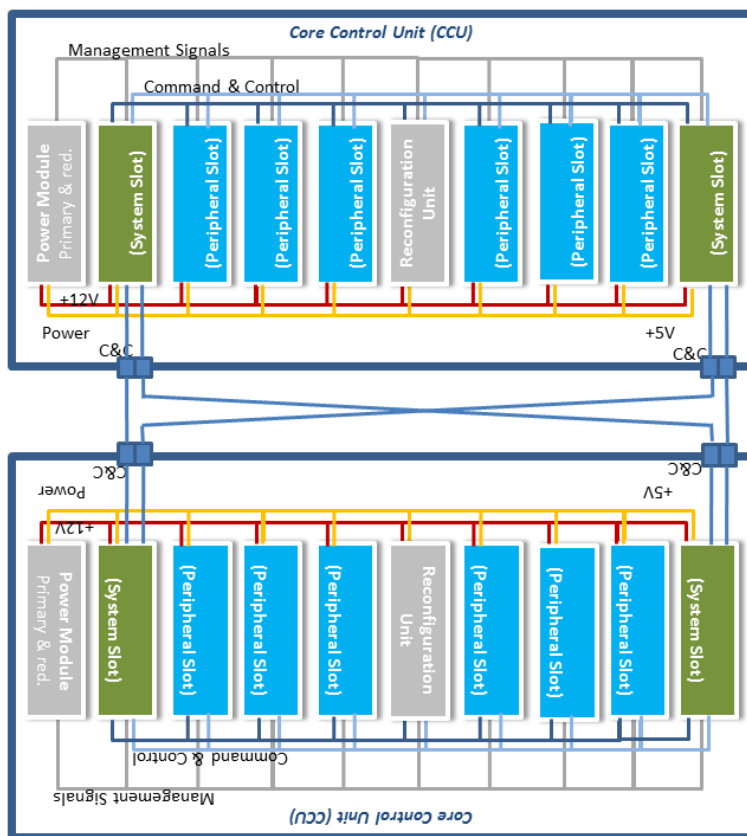 Core Control Unit (CCU)
Management Signals
Command & Control
Power Module
Primary & red.
(System Slot)
(Peripheral Slot)
(Peripheral Slot)
(Peripheral Slot)
Reconfiguration
Unit
(Peripheral Slot)
(Peripheral Slot)
(Peripheral Slot)
(System Slot)
+12V
Power
+5V
C&C
C&C
C&C
C&C
Power
+5V
+12V
Power Module
Primary & red.
(System Slot)
(Peripheral Slot)
(Peripheral Slot)
(Peripheral Slot)
Reconfiguration
Unit
(Peripheral Slot)
(Peripheral Slot)
(Peripheral Slot)
(System Slot)
Command & Control
Management Signals
Core Control Unit (CCU)